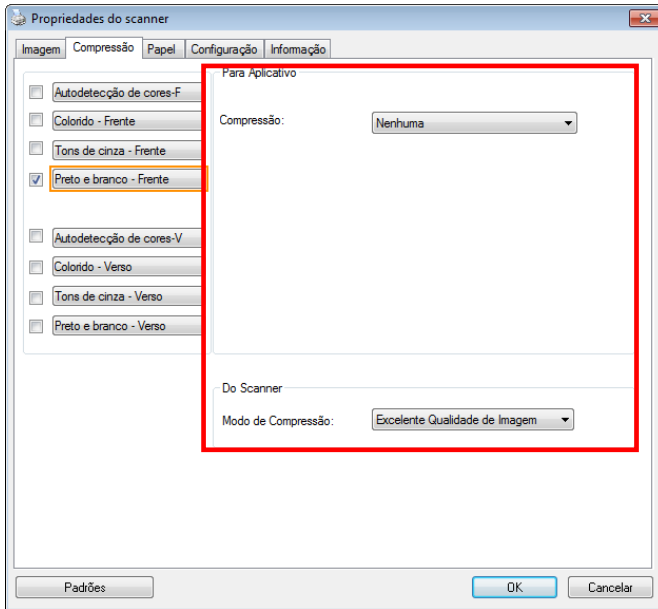 Propriedades do scanner
Imagem Compressão Papel Configuração Informação
Autodetecção de cores-F
Colorido - Frente
Tons de cinza - Frente
Preto e branco - Frente
Autodetecção de cores-V
Colorido - Verso
Tons de cinza - Verso
Preto e branco - Verso
Para Aplicativo
Compressão: Nenhuma
Do Scanner
Modo de Compressão: Excelente Qualidade de Imagem
Padrões OK Cancelar